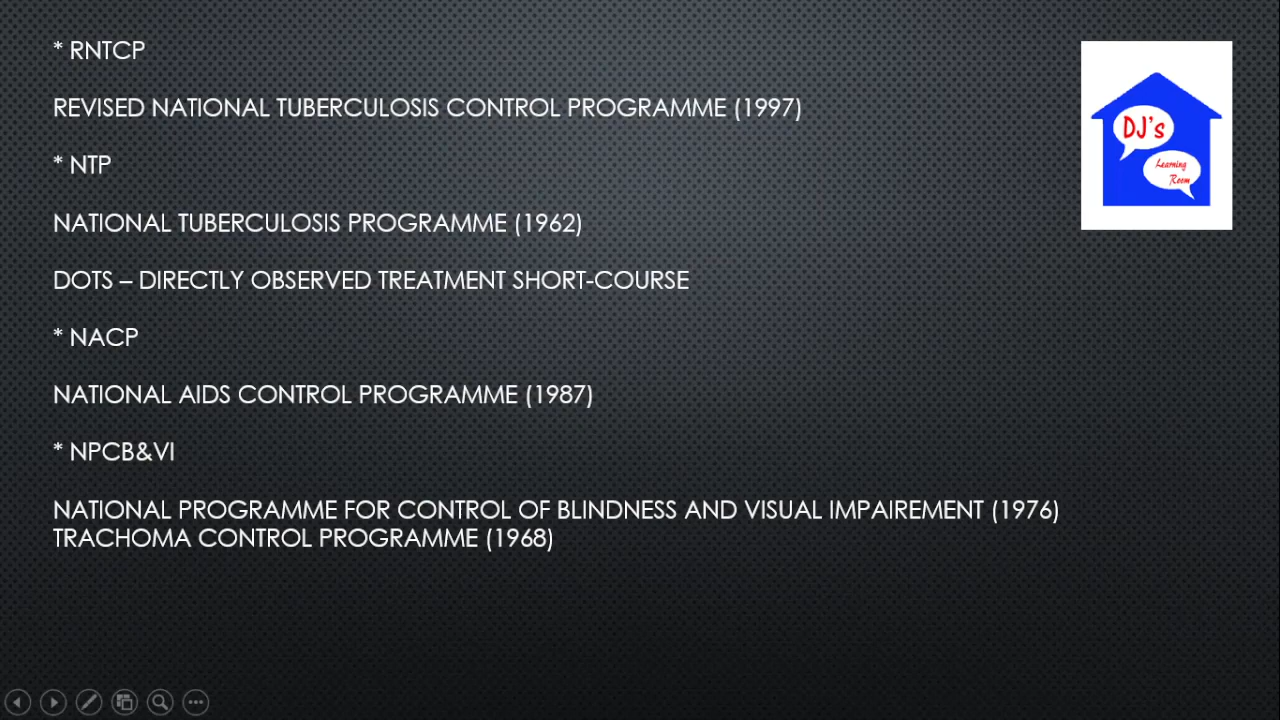 * RNTCP
REVISED NATIONAL TUBERCULOSIS CONTROL PROGRAMME (1997)
* NTP
NATIONAL TUBERCULOSIS PROGRAMME (1962)
DOTS – DIRECTLY OBSERVED TREATMENT SHORT-COURSE
* NACP
NATIONAL AIDS CONTROL PROGRAMME (1987)
* NPCB&VI
NATIONAL PROGRAMME FOR CONTROL OF BLINDNESS AND VISUAL IMPAIREMENT (1976)
TRACHOMA CONTROL PROGRAMME (1968)
DJ's
Learning
Room